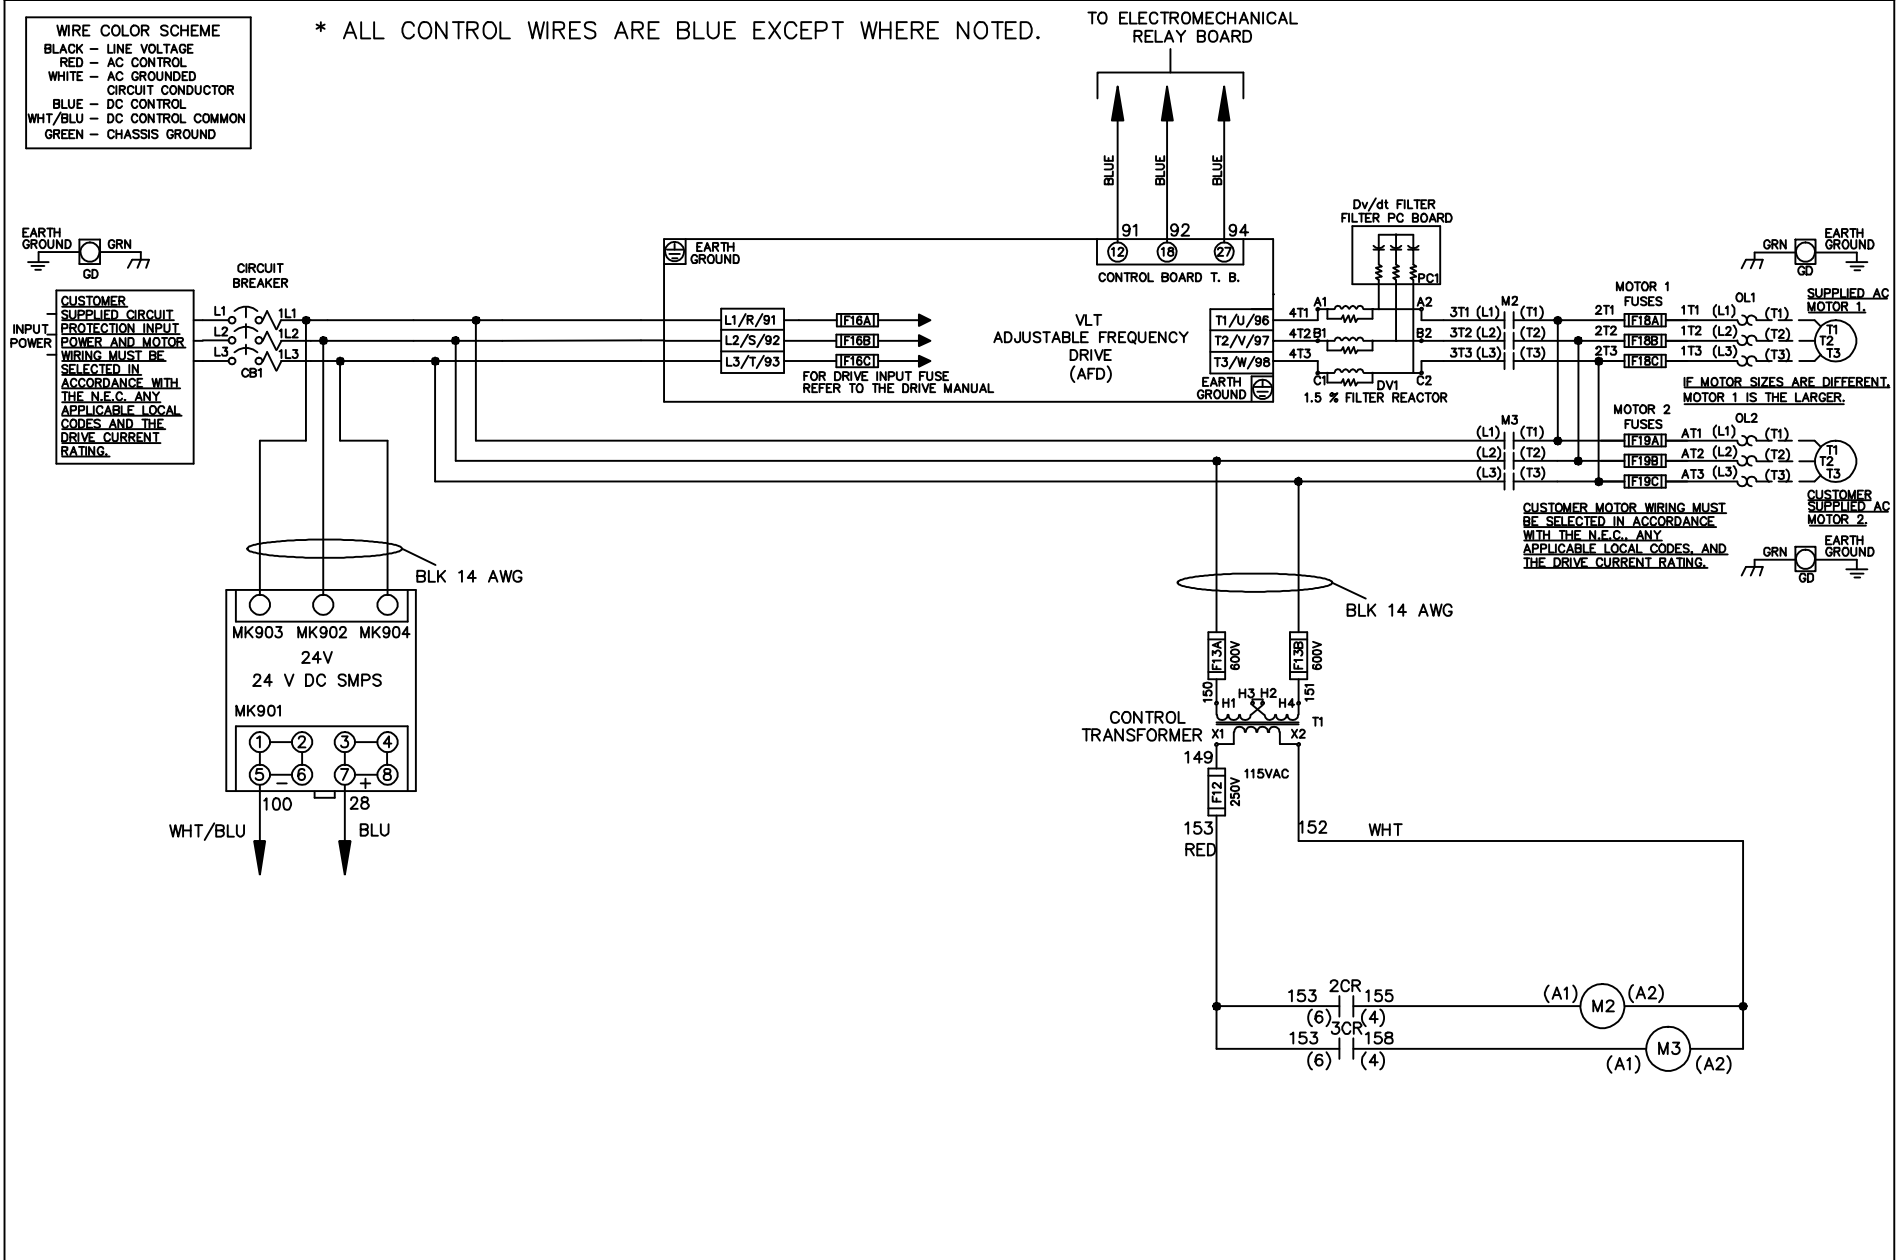 WIRE COLOR SCHEME
BLACK – LINE VOLTAGE
RED – AC CONTROL
WHITE – AC GROUNDED
CIRCUIT CONDUCTOR
BLUE – DC CONTROL
WHT/BLU – DC CONTROL COMMON
GREEN – CHASSIS GROUND
* ALL CONTROL WIRES ARE BLUE EXCEPT WHERE NOTED.
TO ELECTROMECHANICAL
RELAY BOARD
BLUE
BLUE
BLUE
91
92
94
12
18
27
CONTROL BOARD T. B.
EARTH
GROUND
GRN
GD
CUSTOMER
SUPPLIED CIRCUIT
PROTECTION INPUT
POWER AND MOTOR
WIRING MUST BE
SELECTED IN
ACCORDANCE WITH
THE N.E.C. ANY
APPLICABLE LOCAL
CODES AND THE
DRIVE CURRENT
RATING.
INPUT
POWER
CIRCUIT
BREAKER
L1
1L1
L2
1L2
L3
1L3
CB1
EARTH
GROUND
L1/R/91
L2/S/92
L3/T/93
F16A
F16B
F16C
FOR DRIVE INPUT FUSE
REFER TO THE DRIVE MANUAL
VLT
ADJUSTABLE FREQUENCY
DRIVE
(AFD)
T1/U/96
T2/V/97
T3/W/98
EARTH
GROUND
Dv/dt FILTER
FILTER PC BOARD
PC1
4T1
A1
A2
4T2
B1
B2
4T3
C1
C2
DV1
1.5 % FILTER REACTOR
M2
3T1 (L1) (T1)
3T2 (L2) (T2)
3T3 (L3) (T3)
MOTOR 1
FUSES
2T1 F18A 1T1 (L1) (T1)
2T2 F18B 1T2 (L2) (T2)
2T3 F18C 1T3 (L3) (T3)
OL1
GRN
GD
EARTH
GROUND
SUPPLIED AC
MOTOR 1.
T1
T2
T3
IF MOTOR SIZES ARE DIFFERENT,
MOTOR 1 IS THE LARGER.
M3
(L1) (T1)
(L2) (T2)
(L3) (T3)
MOTOR 2
FUSES
F19A AT1 (L1) (T1)
F19B AT2 (L2) (T2)
F19C AT3 (L3) (T3)
OL2
T1
T2
T3
CUSTOMER
SUPPLIED AC
MOTOR 2.
CUSTOMER MOTOR WIRING MUST
BE SELECTED IN ACCORDANCE
WITH THE N.E.C., ANY
APPLICABLE LOCAL CODES, AND
THE DRIVE CURRENT RATING.
GRN
GD
EARTH
GROUND
BLK 14 AWG
MK903 MK902 MK904
24V
24 V DC SMPS
MK901
1 2 3 4
5 6 7 8
– +
100
28
WHT/BLU
BLU
BLK 14 AWG
F13A
600V
F13B
600V
150
151
H1 H3 H2 H4
T1
CONTROL
TRANSFORMER
X1
X2
149
115VAC
F12
250V
153
RED
152
WHT
153 2CR 155
(6) (4)
(A1) M2 (A2)
153 3CR 158
(6) (4)
(A1) M3 (A2)